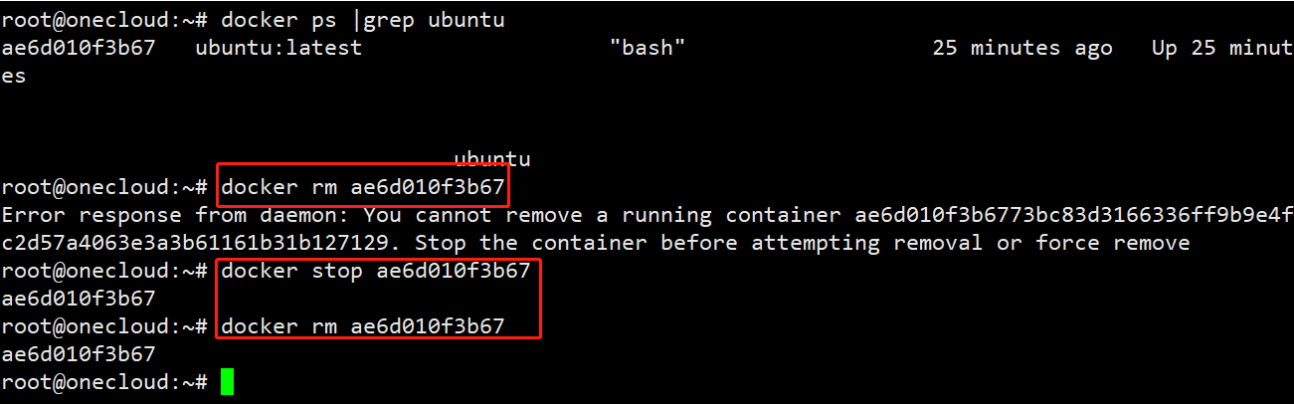 root@onecloud:~# docker ps |grep ubuntu
ae6d010f3b67   ubuntu:latest                   "bash"                   25 minutes ago   Up 25 minut
es
ubuntu
root@onecloud:~# docker rm ae6d010f3b67
Error response from daemon: You cannot remove a running container ae6d010f3b6773bc83d3166336ff9b9e4f
c2d57a4063e3a3b61161b31b127129. Stop the container before attempting removal or force remove
root@onecloud:~# docker stop ae6d010f3b67
ae6d010f3b67
root@onecloud:~# docker rm ae6d010f3b67
ae6d010f3b67
root@onecloud:~#